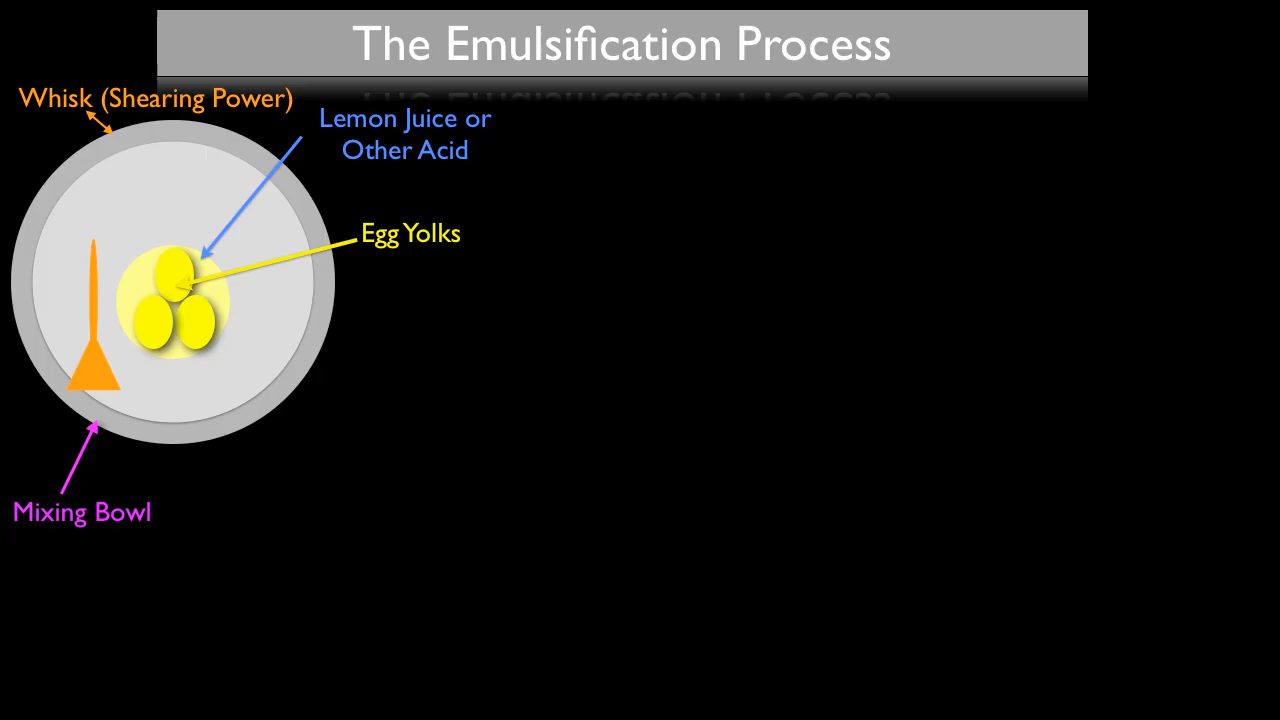 The Emulsification Process
Whisk (Shearing Power)
Lemon Juice or
Other Acid
Egg Yolks
Mixing Bowl